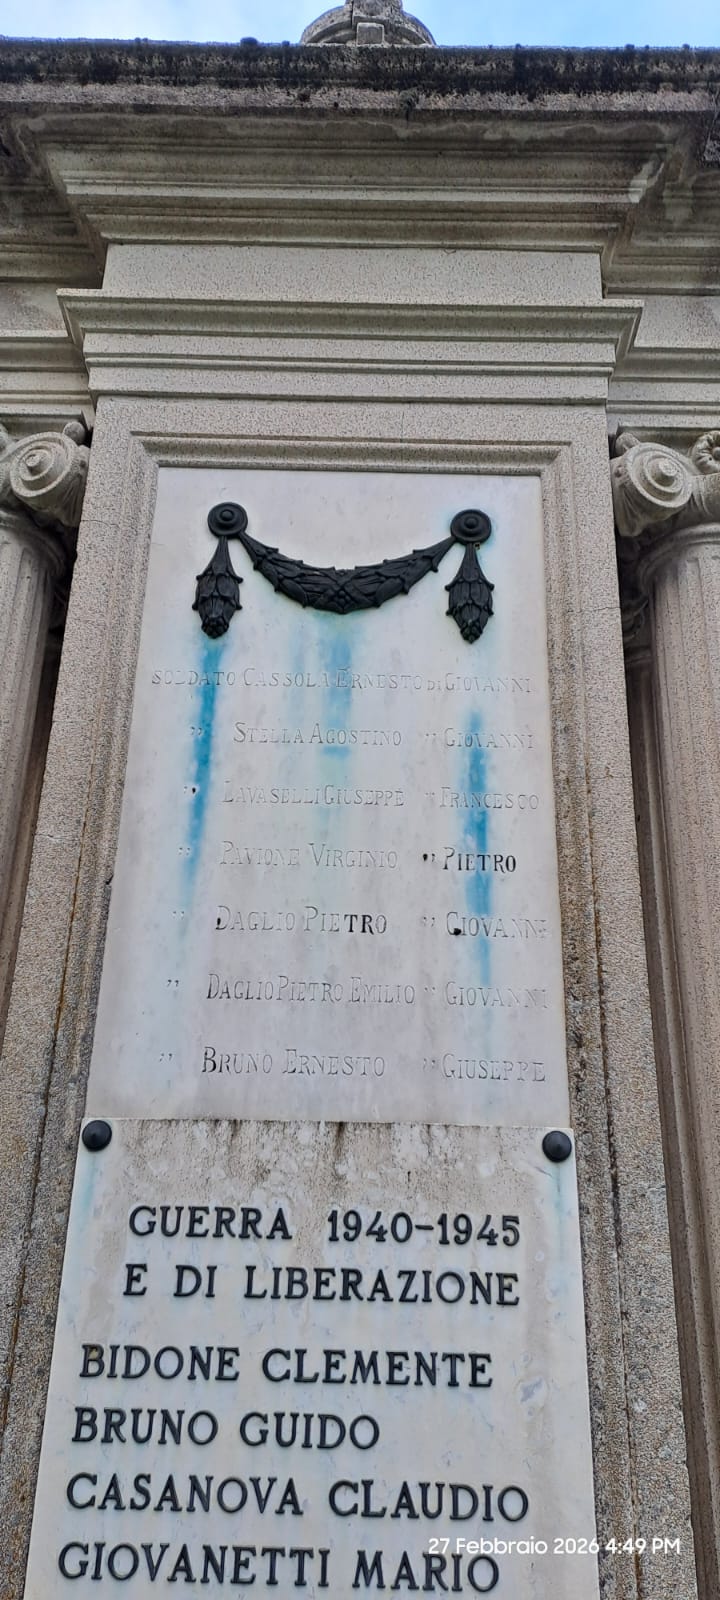 SOLDATO CASSOLA ERNESTO DI GIOVANNI
" STELLA AGOSTINO " GIOVANNI
" LAVASELLI GIUSEPPE " FRANCESCO
" PAVIONE VIRGINIO " PIETRO
" DAGLIO PIETRO " GIOVANNI
" DAGLIO PIETRO EMILIO " GIOVANNI
" BRUNO ERNESTO " GIUSEPPE
GUERRA 1940-1945
E DI LIBERAZIONE
BIDONE CLEMENTE
BRUNO GUIDO
CASANOVA CLAUDIO
GIOVANETTI MARIO
27 Febbraio 2026 4:49 PM